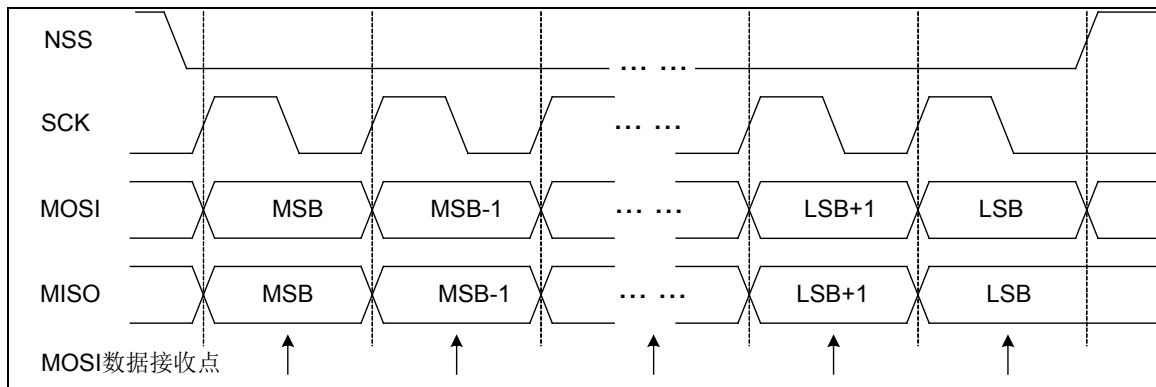 NSS
... ...
SCK
... ...
MOSI MSB MSB-1 ... ... LSB+1 LSB
MISO MSB MSB-1 ... ... LSB+1 LSB
MOSI数据接收点